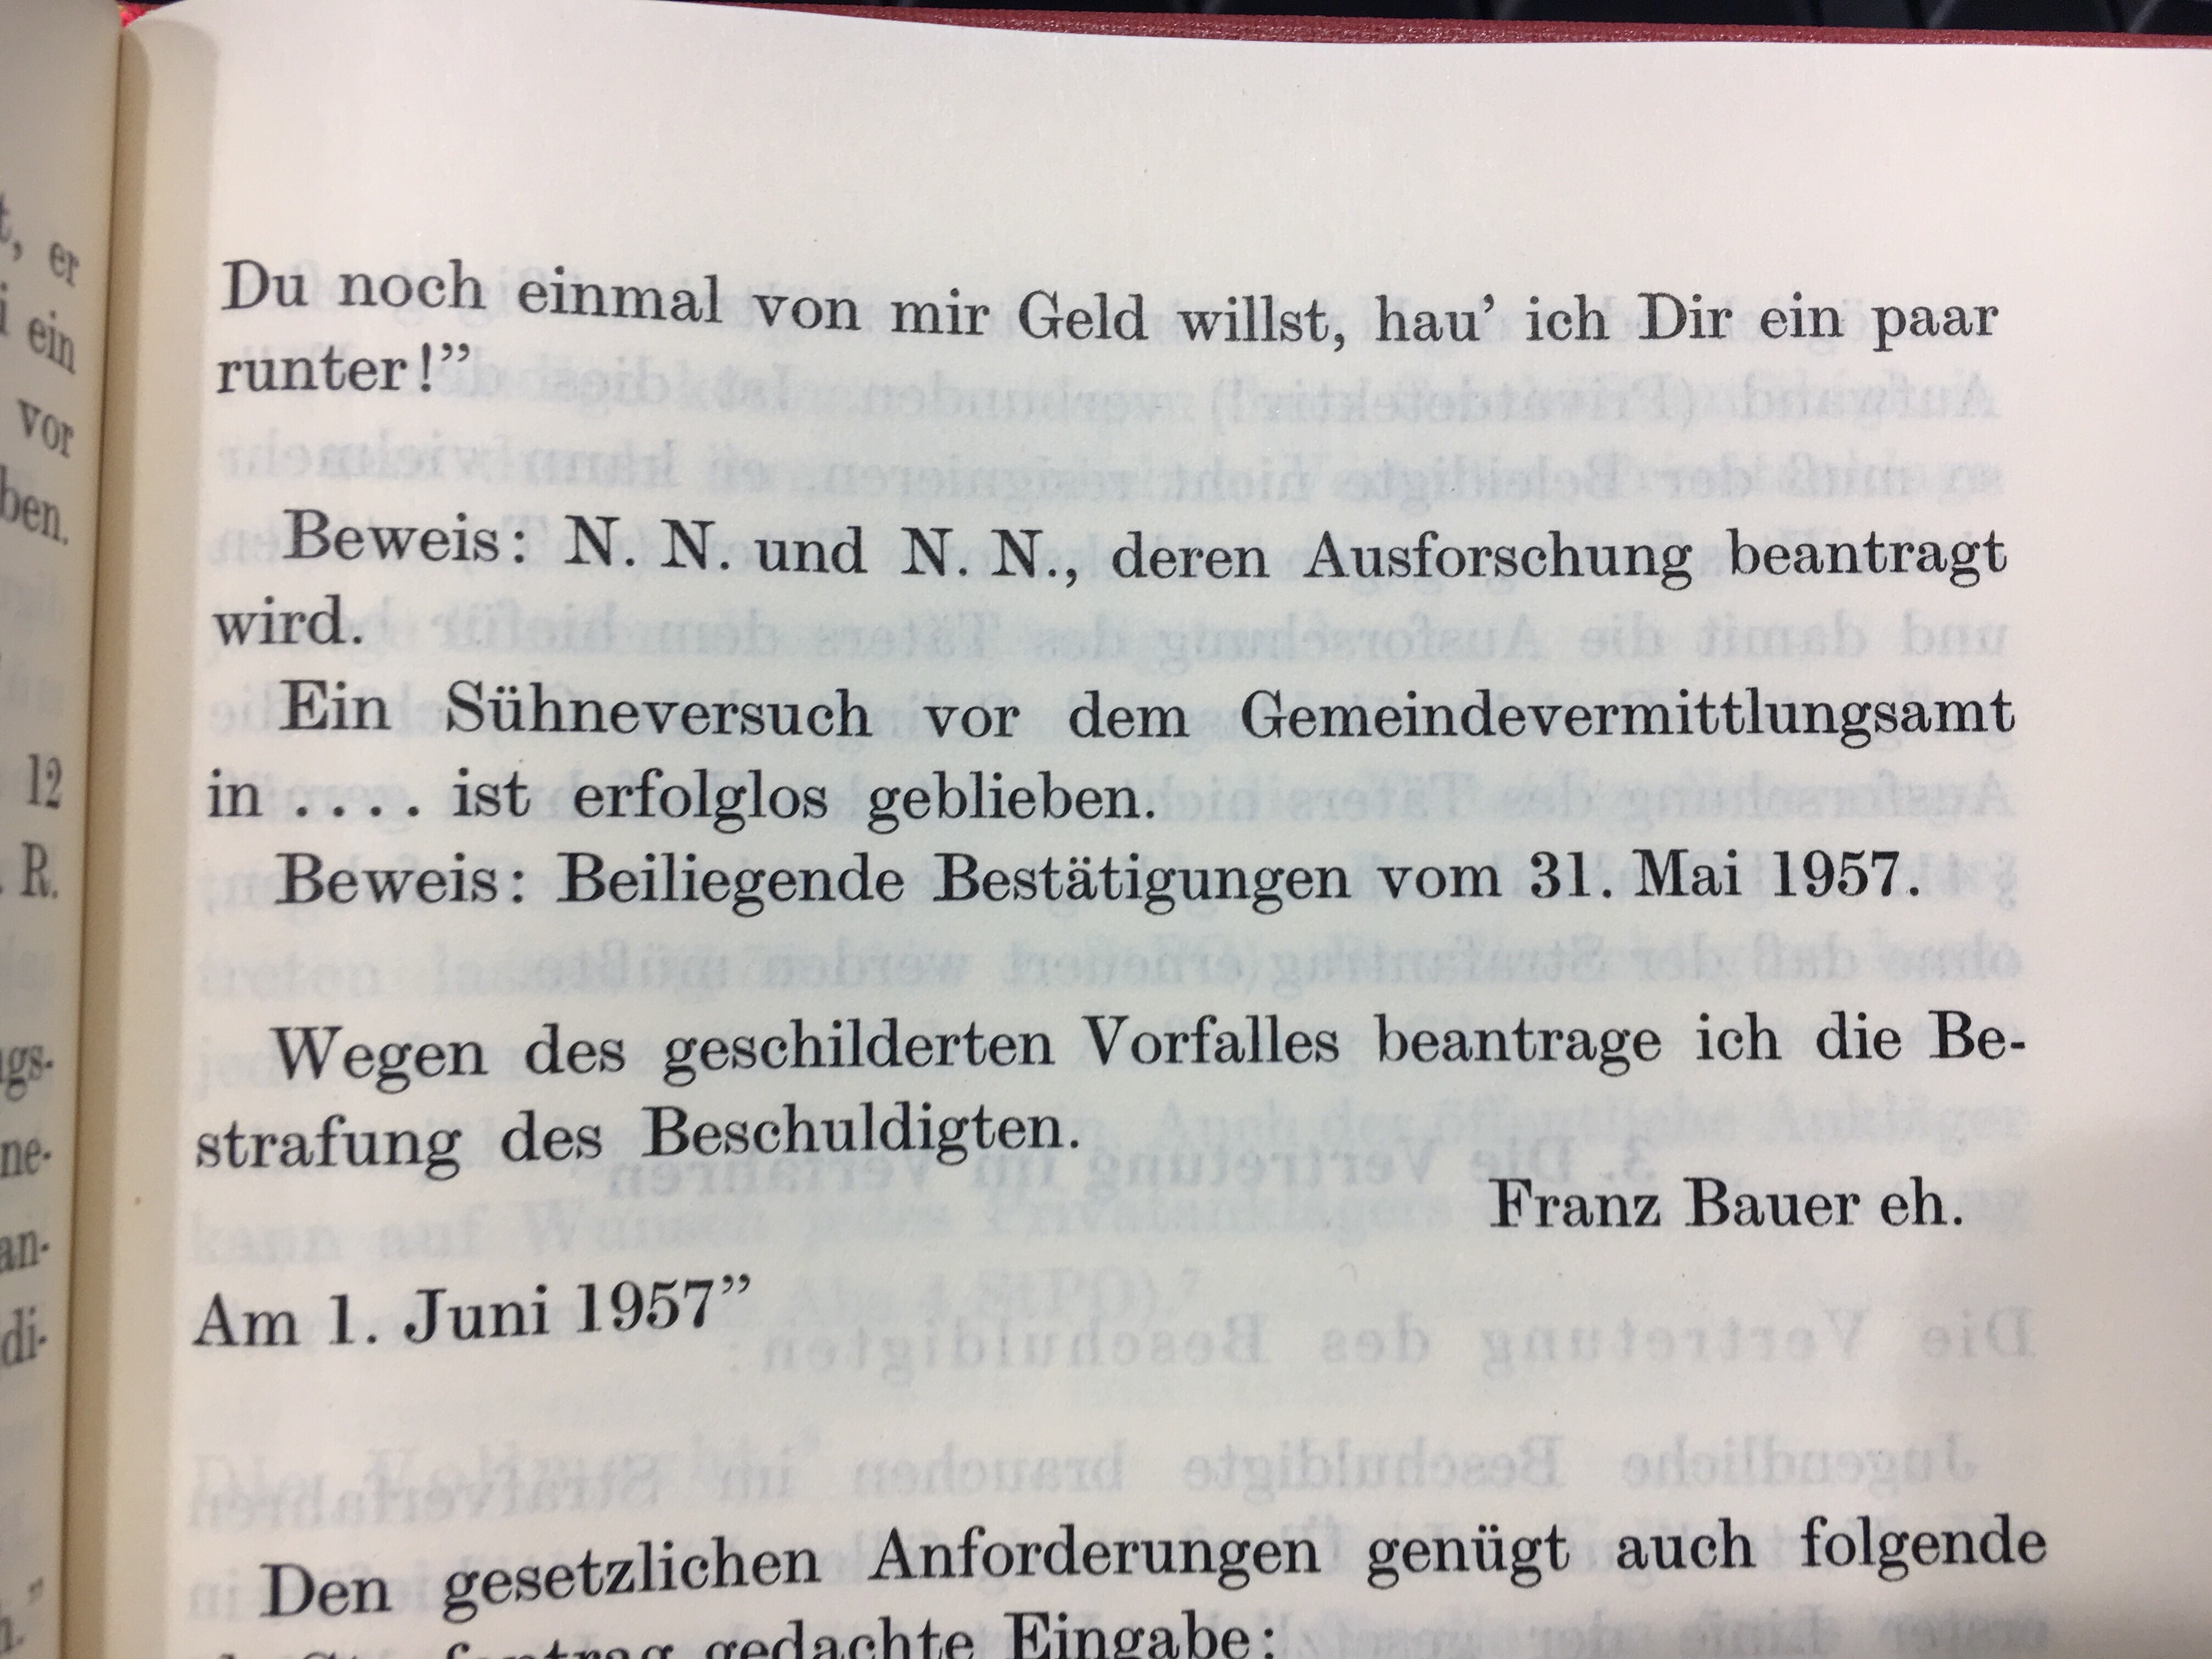 Du noch einmal von mir Geld willst, hau’ ich Dir ein paar
runter!”
Beweis: N. N. und N. N., deren Ausforschung beantragt
wird.
Ein Sühneversuch vor dem Gemeindevermittlungsamt
in .... ist erfolglos geblieben.
Beweis: Beiliegende Bestätigungen vom 31. Mai 1957.
Wegen des geschilderten Vorfalles beantrage ich die Be-
strafung des Beschuldigten.
Franz Bauer eh.
Am 1. Juni 1957”
Den gesetzlichen Anforderungen genügt auch folgende
gedachte Eingabe: